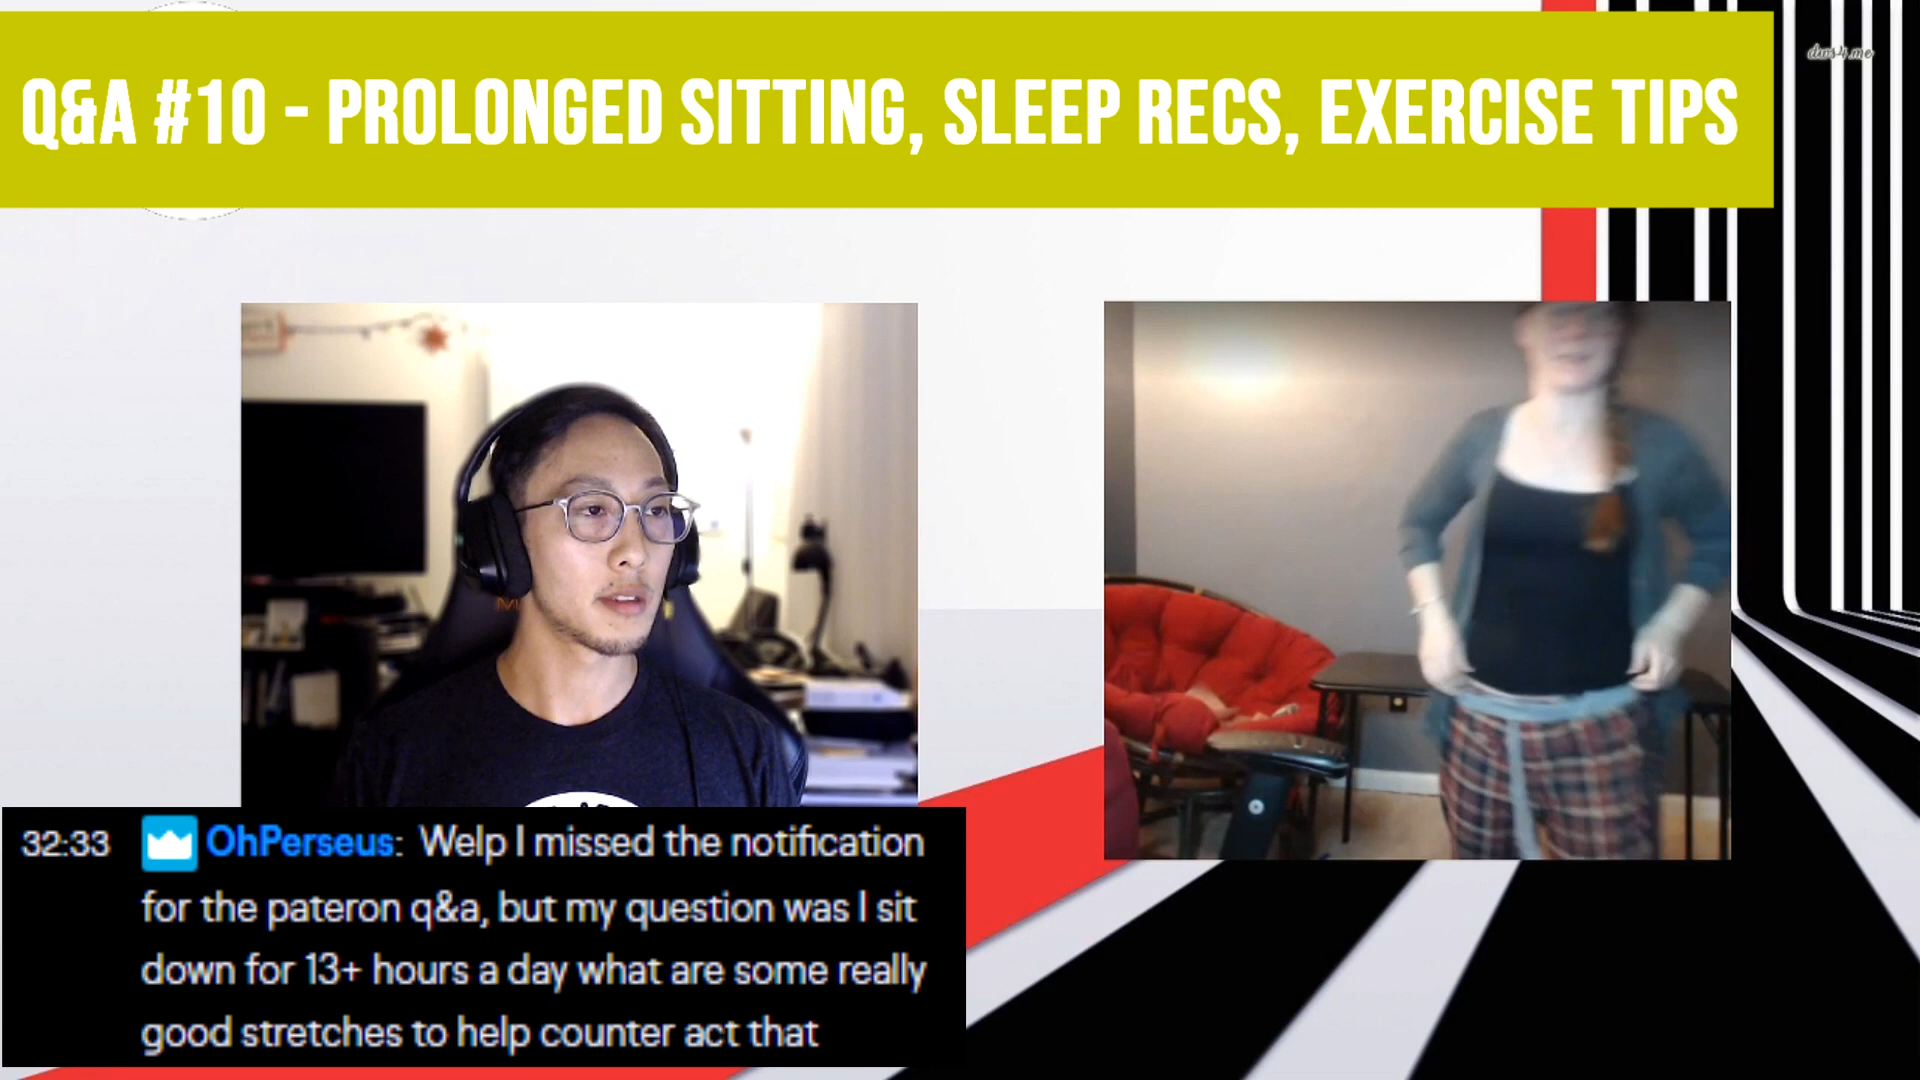 Q&A #10 - PROLONGED SITTING, SLEEP RECS, EXERCISE TIPS
32:33 OhPerseus: Welp I missed the notification
for the pateron q&a, but my question was I sit
down for 13+ hours a day what are some really
good stretches to help counter act that